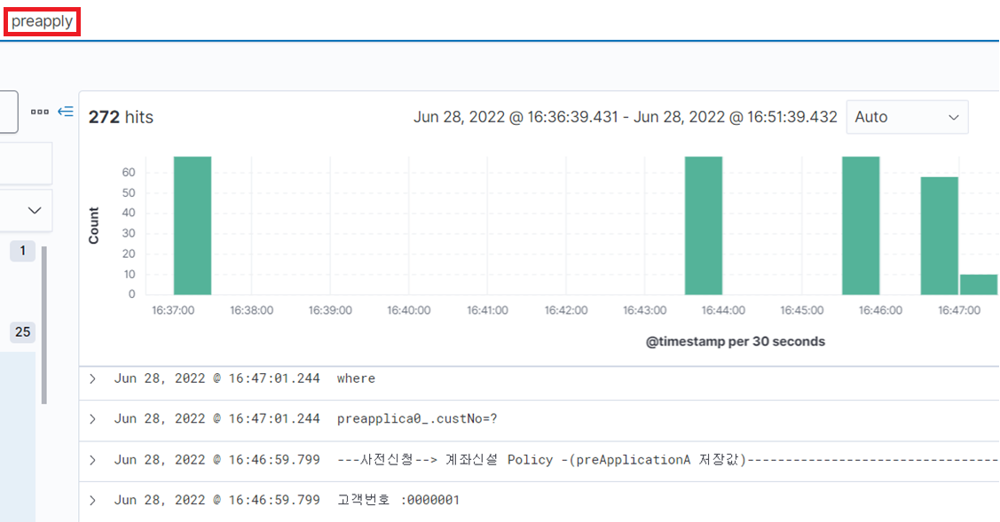 preapply
272 hits
Jun 28, 2022 @ 16:36:39.431 - Jun 28, 2022 @ 16:51:39.432
Auto
Count
60
50
40
30
20
10
0
16:37:00 16:38:00 16:39:00 16:40:00 16:41:00 16:42:00 16:43:00 16:44:00 16:45:00 16:46:00 16:47:00
@timestamp per 30 seconds
1
25
Jun 28, 2022 @ 16:47:01.244 where
Jun 28, 2022 @ 16:47:01.244 preapplica0_.custNo=?
Jun 28, 2022 @ 16:46:59.799 ---사전신청--> 계좌신설 Policy -(preApplicationA 저장값)---------------------------------
Jun 28, 2022 @ 16:46:59.799 고객번호 :0000001